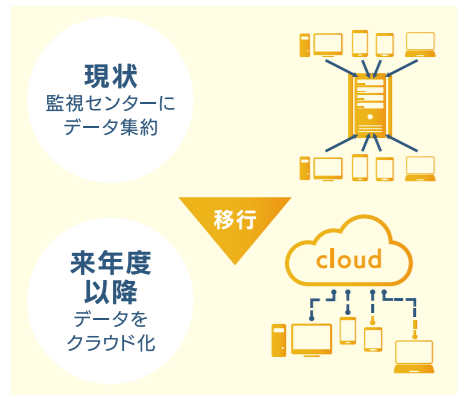 現状
監視センターに
データ集約
移行
来年度
以降
データを
クラウド化
cloud